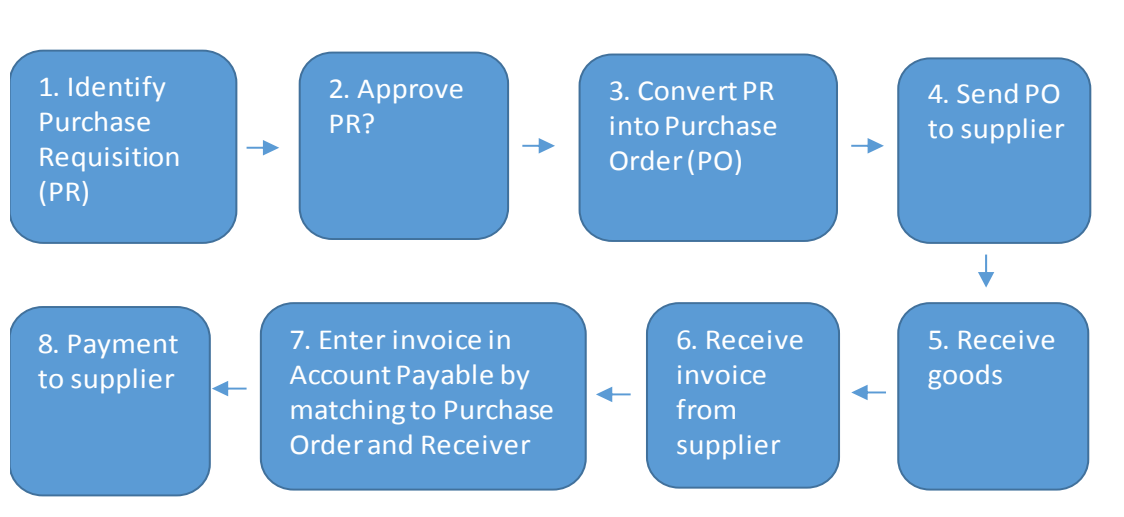 1. Identify
Purchase
Requisition
(PR)
2. Approve
PR?
3. Convert PR
into Purchase
Order (PO)
4. Send PO
to supplier
5. Receive
goods
6. Receive
invoice
from
supplier
7. Enter invoice in
Account Payable by
matching to Purchase
Order and Receiver
8. Payment
to supplier